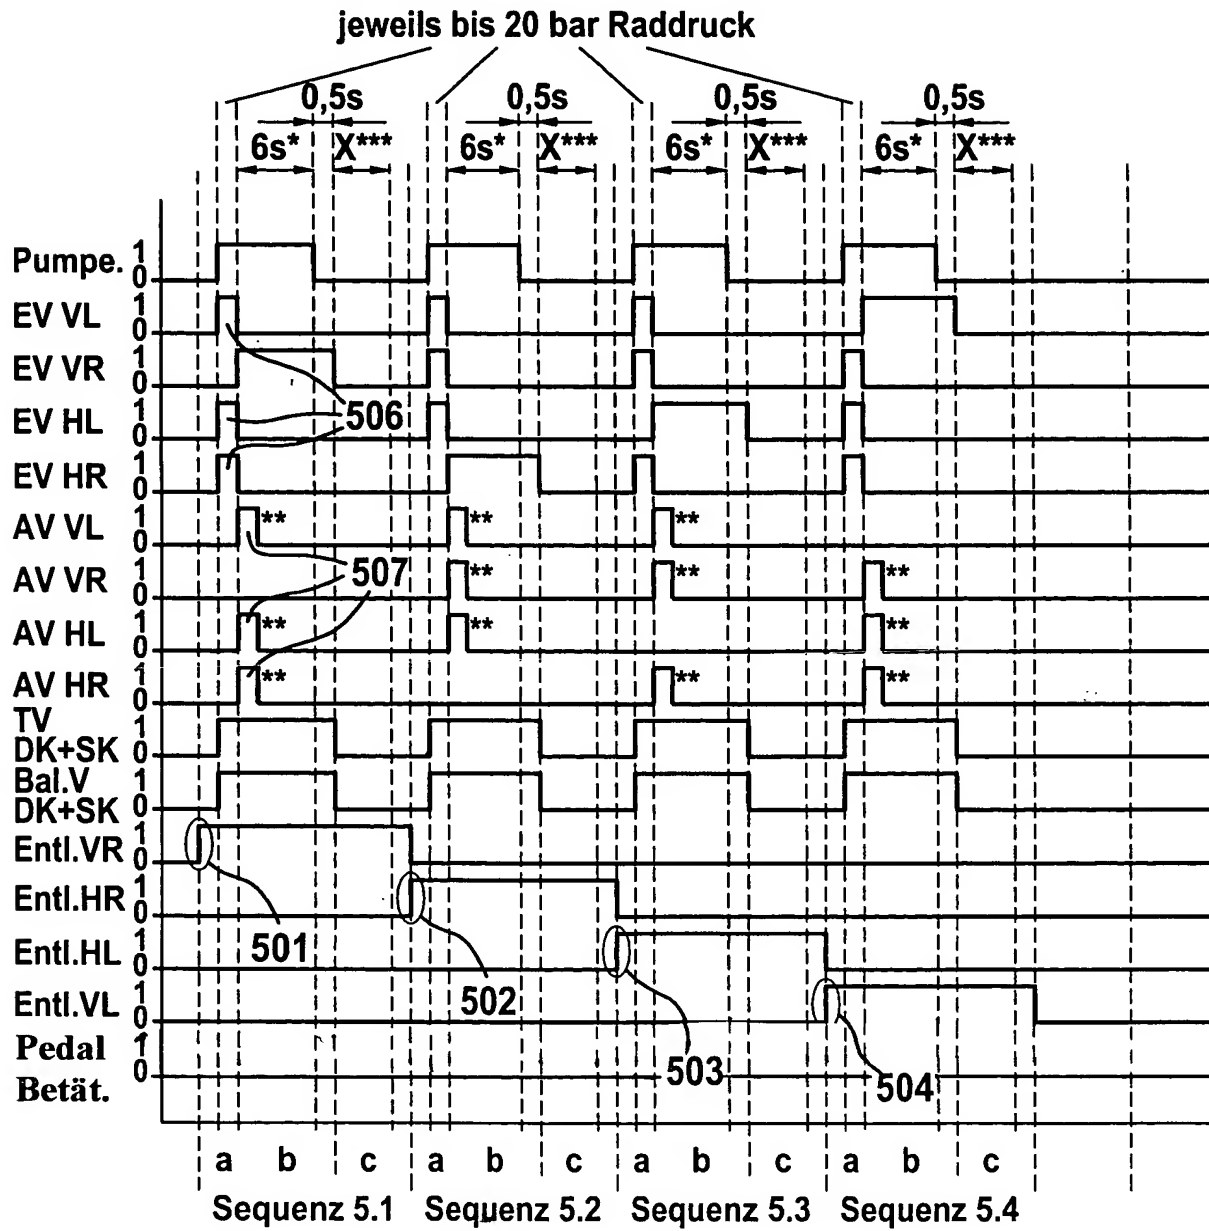 jeweils bis 20 bar Raddruck
0,5s 0,5s 0,5s 0,5s
6s* X*** 6s* X*** 6s* X*** 6s* X***
Pumpe. 1 0
EV VL 1 0
EV VR 1 0
EV HL 1 0 506
EV HR 1 0
AV VL 1 0 ** ** **
AV VR 1 0 507 ** ** **
AV HL 1 0 ** ** **
AV HR 1 0 ** ** **
TV
DK+SK 1 0
Bal.V
DK+SK 1 0
Entl.VR 1 0
Entl.HR 1 0
501
Entl.HL 1 0
502
Entl.VL 1 0
503
504
Pedal 1
Betät. 0
a b c a b c a b c a b c
Sequenz 5.1 Sequenz 5.2 Sequenz 5.3 Sequenz 5.4